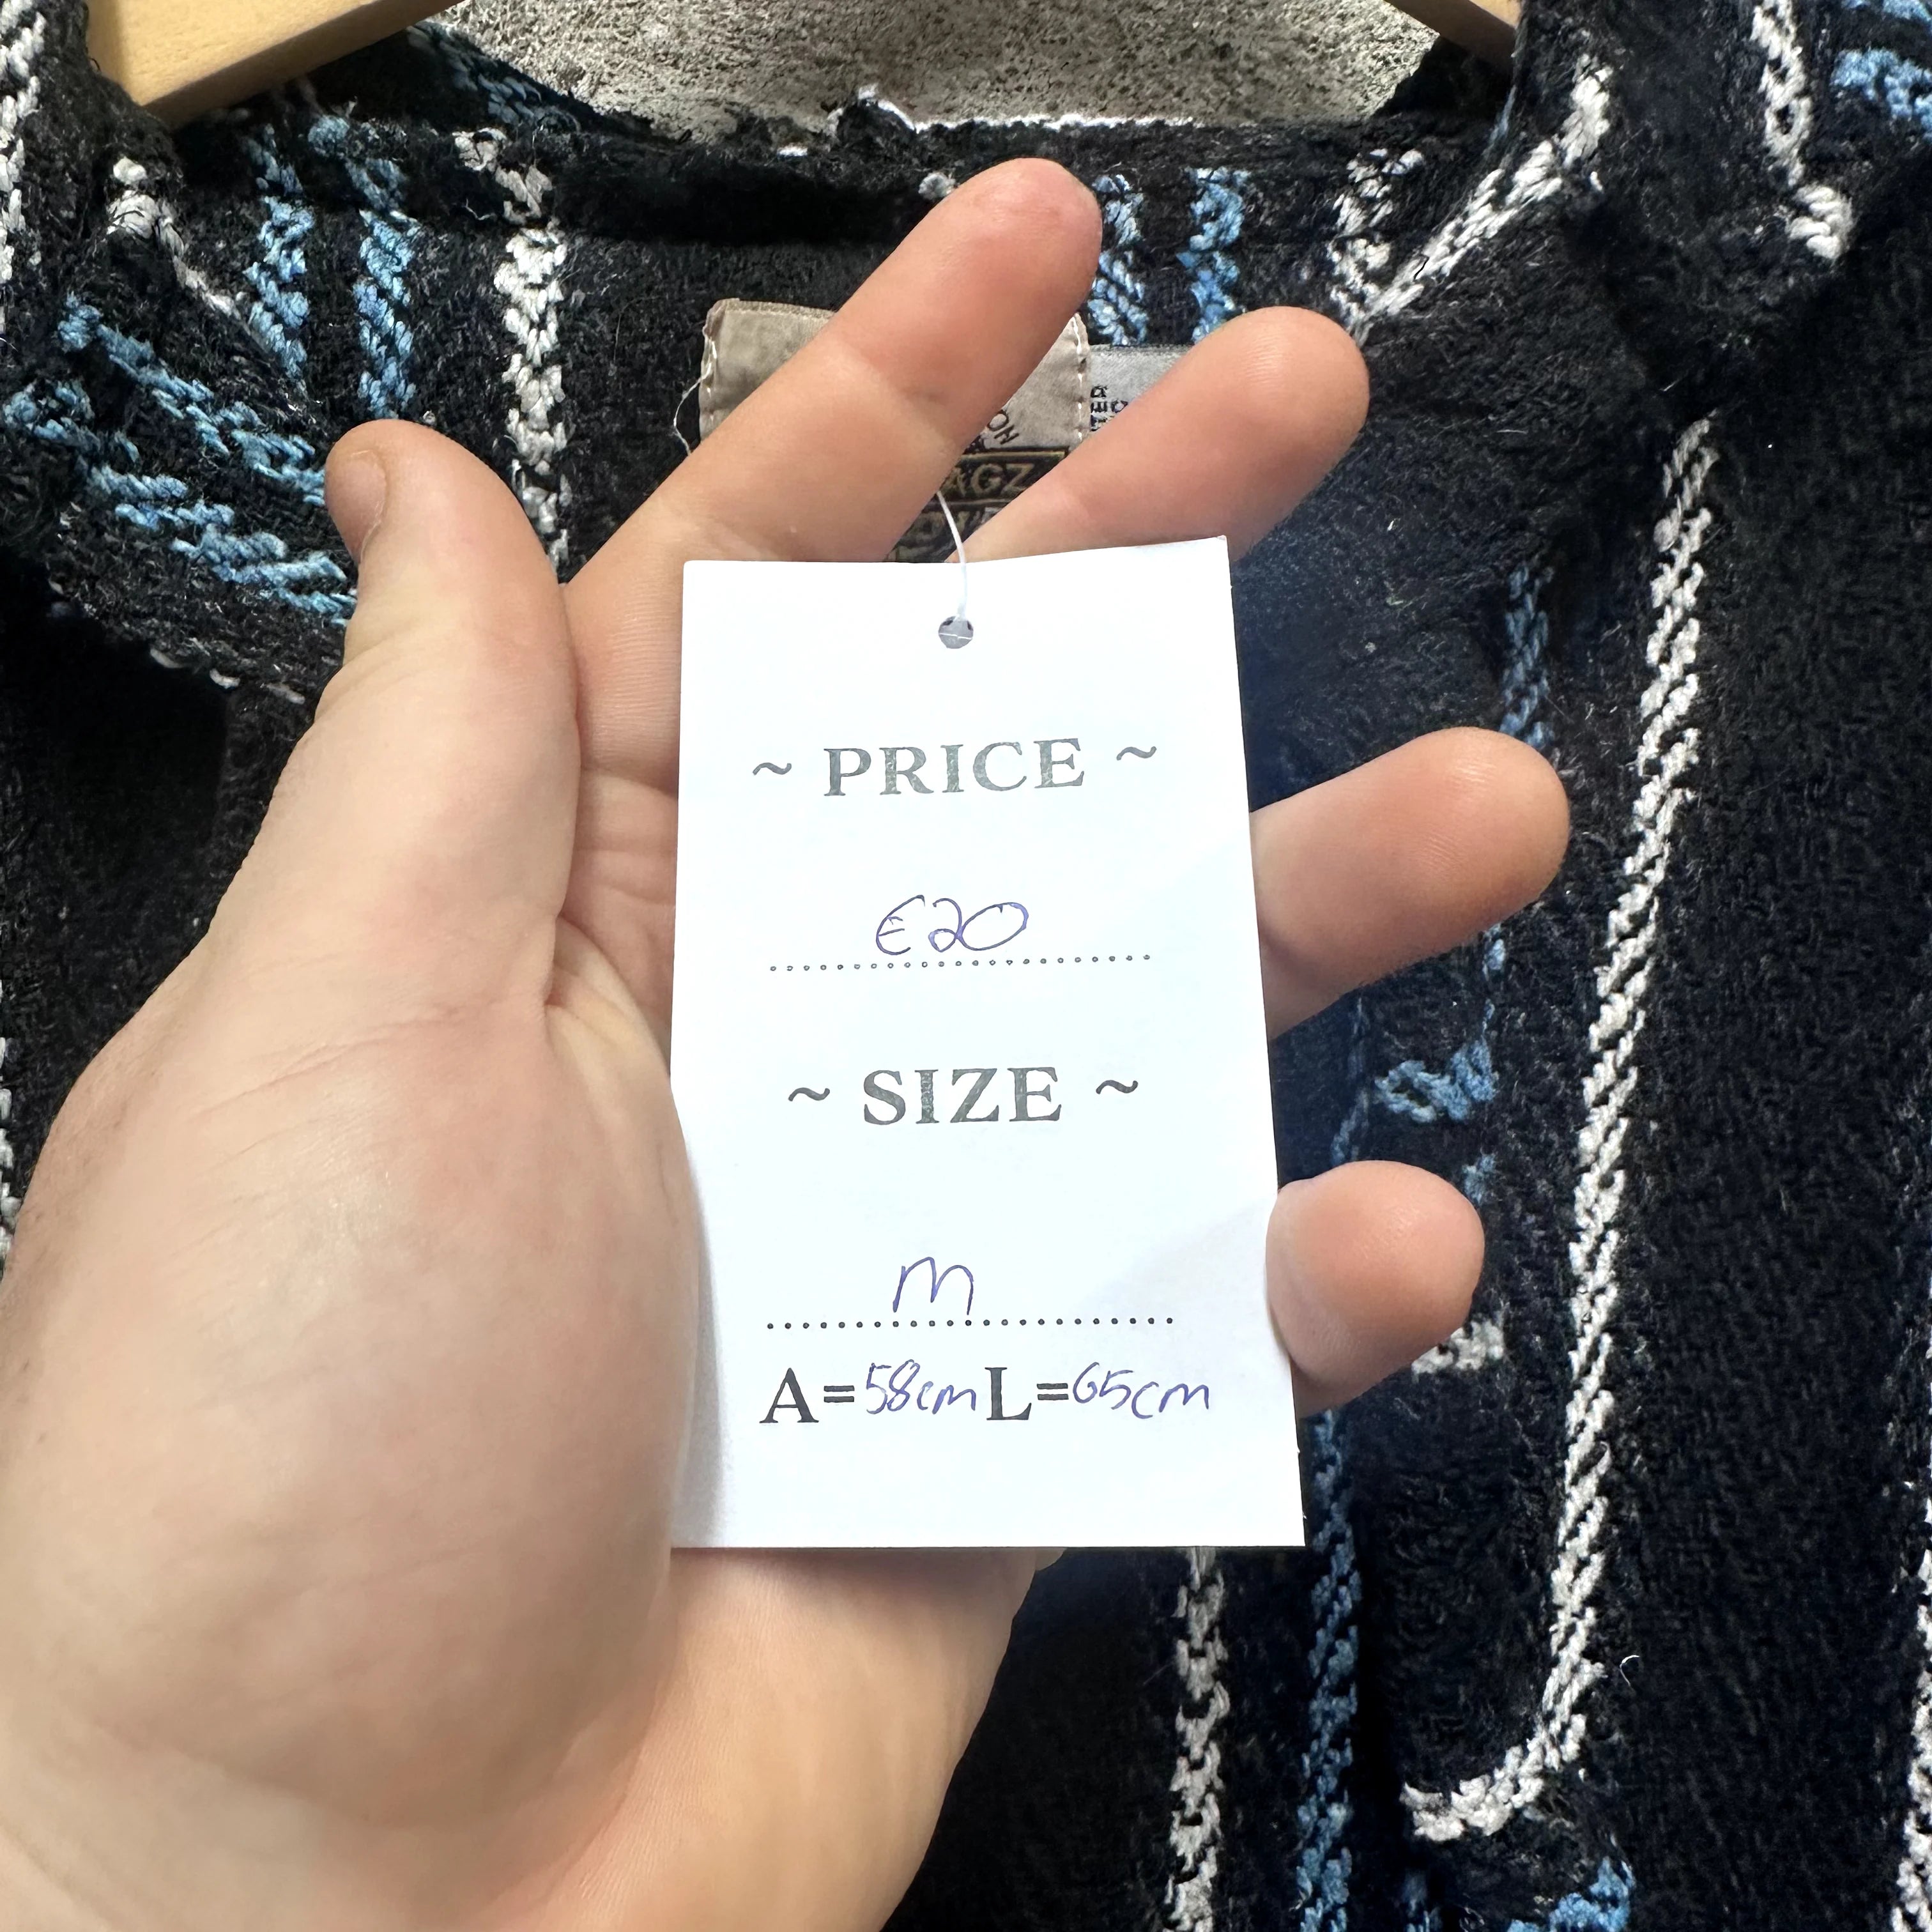 ~ PRICE ~
€20
~ SIZE ~
M
A=58cm L=65cm